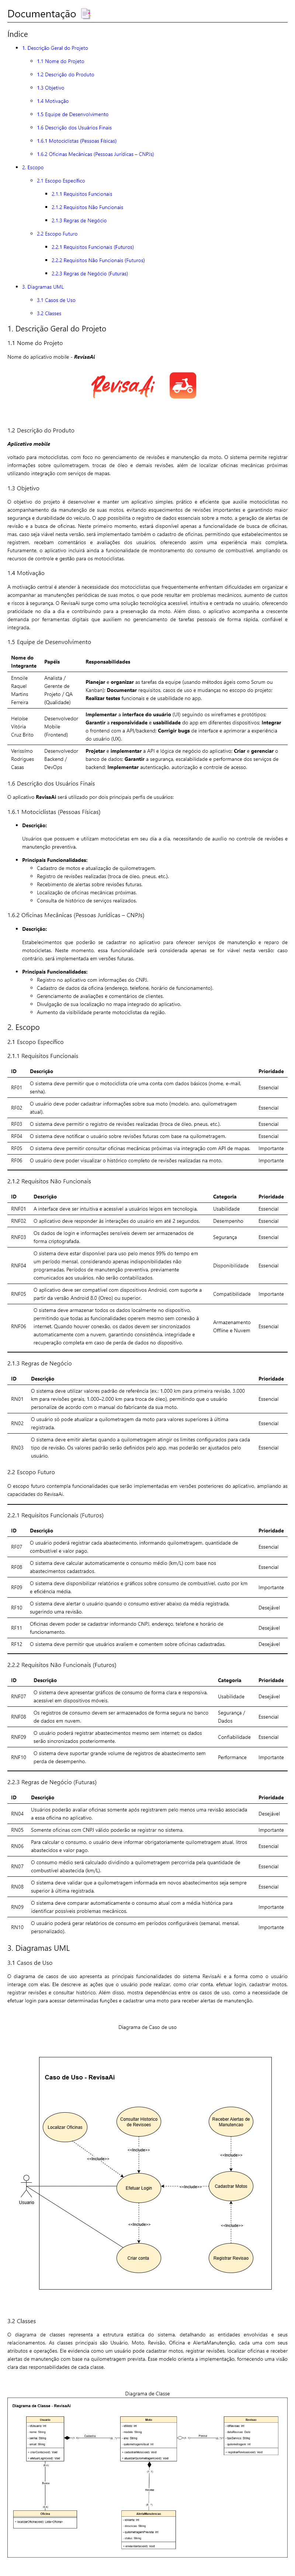 Documentação
Índice
1. Descrição Geral do Projeto
1.1 Nome do Projeto
1.2 Descrição do Produto
1.3 Objetivo
1.4 Motivação
1.5 Equipe de Desenvolvimento
1.6 Descrição dos Usuários Finais
1.6.1 Motociclistas (Pessoas Físicas)
1.6.2 Oficinas Mecânicas (Pessoas Jurídicas – CNPJs)
2. Escopo
2.1 Escopo Específico
2.1.1 Requisitos Funcionais
2.1.2 Requisitos Não Funcionais
2.1.3 Regras de Negócio
2.2 Escopo Futuro
2.2.1 Requisitos Funcionais (Futuros)
2.2.2 Requisitos Não Funcionais (Futuros)
2.2.3 Regras de Negócio (Futuras)
3. Diagramas UML
3.1 Casos de Uso
3.2 Classes
1. Descrição Geral do Projeto
1.1 Nome do Projeto
Nome do aplicativo mobile - RevisaAi
RevisaAi
1.2 Descrição do Produto
Aplicativo mobile
voltado para motociclistas, com foco no gerenciamento de revisões e manutenção da moto. O sistema permite registrar
informações sobre quilometragem, trocas de óleo e demais revisões, além de localizar oficinas mecânicas próximas
utilizando integração com serviços de mapas.
1.3 Objetivo
O objetivo do projeto é desenvolver e manter um aplicativo simples, prático e eficiente que auxilie motociclistas no
acompanhamento da manutenção de suas motos, evitando esquecimentos de revisões importantes e garantindo maior
segurança e durabilidade do veículo. O app possibilita o registro de dados essenciais sobre a moto, a geração de alertas de
revisão e a busca de oficinas. Neste primeiro momento, estará disponível apenas a funcionalidade de busca de oficinas,
mas, caso seja viável nesta versão, será implementado também o cadastro de oficinas, permitindo que estabelecimentos se
registrem, recebam comentários e avaliações dos usuários, oferecendo assim uma experiência mais completa.
Futuramente, o aplicativo incluirá ainda a funcionalidade de monitoramento do consumo de combustível, ampliando os
recursos de controle e gestão para os motociclistas.
1.4 Motivação
A motivação central é atender à necessidade dos motociclistas que frequentemente enfrentam dificuldades em organizar e
acompanhar as manutenções periódicas de suas motos, o que pode resultar em problemas mecânicos, aumento de custos
e riscos à segurança. O RevisaAi surge como uma solução tecnológica acessível, intuitiva e centrada no usuário, oferecendo
praticidade no dia a dia e contribuindo para a preservação da moto. Além disso, o aplicativo acompanha a crescente
demanda por ferramentas digitais que auxiliam no gerenciamento de tarefas pessoais de forma rápida, confiável e
integrada.
1.5 Equipe de Desenvolvimento
Nome do Integrante Papéis Responsabilidades
Ennoile Raquel Martins Ferreira Analista / Gerente de Projeto / QA (Qualidade) Planejar e organizar as tarefas da equipe (usando métodos ágeis como Scrum ou Kanban); Documentar requisitos, casos de uso e mudanças no escopo do projeto; Realizar testes funcionais e de usabilidade no app.
Heloise Vitória Cruz Brito Desenvolvedor Mobile (Frontend) Implementar a interface do usuário (UI) seguindo os wireframes e protótipos; Garantir a responsividade e usabilidade do app em diferentes dispositivos; Integrar o frontend com a API/backend; Corrigir bugs de interface e aprimorar a experiência do usuário (UX).
Verissimo Rodrigues Casas Desenvolvedor Backend / DevOps Projetar e implementar a API e lógica de negócio do aplicativo; Criar e gerenciar o banco de dados; Garantir a segurança, escalabilidade e performance dos serviços de backend; Implementar autenticação, autorização e controle de acesso.
1.6 Descrição dos Usuários Finais
O aplicativo RevisaAi será utilizado por dois principais perfis de usuários:
1.6.1 Motociclistas (Pessoas Físicas)
Descrição:
Usuários que possuem e utilizam motocicletas em seu dia a dia, necessitando de auxílio no controle de revisões e
manutenção preventiva.
Principais Funcionalidades:
Cadastro de motos e atualização de quilometragem.
Registro de revisões realizadas (troca de óleo, pneus, etc.).
Recebimento de alertas sobre revisões futuras.
Localização de oficinas mecânicas próximas.
Consulta de histórico de serviços realizados.
1.6.2 Oficinas Mecânicas (Pessoas Jurídicas – CNPJs)
Descrição:
Estabelecimentos que poderão se cadastrar no aplicativo para oferecer serviços de manutenção e reparo de
motocicletas. Neste momento, essa funcionalidade será considerada apenas se for viável nesta versão; caso
contrário, será implementada em versões futuras.
Principais Funcionalidades:
Registro no aplicativo com informações do CNPJ.
Cadastro de dados da oficina (endereço, telefone, horário de funcionamento).
Gerenciamento de avaliações e comentários de clientes.
Divulgação de sua localização no mapa integrado do aplicativo.
Aumento da visibilidade perante motociclistas da região.
2. Escopo
2.1 Escopo Específico
2.1.1 Requisitos Funcionais
ID Descrição Prioridade
RF01 O sistema deve permitir que o motociclista crie uma conta com dados básicos (nome, e-mail, senha). Essencial
RF02 O usuário deve poder cadastrar informações sobre sua moto (modelo, ano, quilometragem atual). Essencial
RF03 O sistema deve permitir o registro de revisões realizadas (troca de óleo, pneus, etc.). Essencial
RF04 O sistema deve notificar o usuário sobre revisões futuras com base na quilometragem. Essencial
RF05 O sistema deve permitir consultar oficinas mecânicas próximas via integração com API de mapas. Importante
RF06 O usuário deve poder visualizar o histórico completo de revisões realizadas na moto. Importante
2.1.2 Requisitos Não Funcionais
ID Descrição Categoria Prioridade
RNF01 A interface deve ser intuitiva e acessível a usuários leigos em tecnologia. Usabilidade Essencial
RNF02 O aplicativo deve responder às interações do usuário em até 2 segundos. Desempenho Essencial
RNF03 Os dados de login e informações sensíveis devem ser armazenados de forma criptografada. Segurança Essencial
RNF04 O sistema deve estar disponível para uso pelo menos 99% do tempo em um período mensal, considerando apenas indisponibilidades não programadas. Períodos de manutenção preventiva, previamente comunicados aos usuários, não serão contabilizados. Disponibilidade Essencial
RNF05 O aplicativo deve ser compatível com dispositivos Android, com suporte a partir da versão Android 8.0 (Oreo) ou superior. Compatibilidade Importante
RNF06 O sistema deve armazenar todos os dados localmente no dispositivo, permitindo que todas as funcionalidades operem mesmo sem conexão à internet. Quando houver conexão, os dados devem ser sincronizados automaticamente com a nuvem, garantindo consistência, integridade e recuperação completa em caso de perda de dados no dispositivo. Armazenamento Offline e Nuvem Essencial
2.1.3 Regras de Negócio
ID Descrição Prioridade
RN01 O sistema deve utilizar valores padrão de referência (ex.: 1.000 km para primeira revisão, 3.000 km para revisões gerais, 1.000–2.000 km para troca de óleo), permitindo que o usuário personalize de acordo com o manual do fabricante da sua moto. Essencial
RN02 O usuário só pode atualizar a quilometragem da moto para valores superiores à última registrada. Essencial
RN03 O sistema deve emitir alertas quando a quilometragem atingir os limites configurados para cada tipo de revisão. Os valores padrão serão definidos pelo app, mas poderão ser ajustados pelo usuário. Essencial
2.2 Escopo Futuro
O escopo futuro contempla funcionalidades que serão implementadas em versões posteriores do aplicativo, ampliando as
capacidades do RevisaAi.
2.2.1 Requisitos Funcionais (Futuros)
ID Descrição Prioridade
RF07 O usuário poderá registrar cada abastecimento, informando quilometragem, quantidade de combustível e valor pago. Essencial
RF08 O sistema deve calcular automaticamente o consumo médio (km/L) com base nos abastecimentos cadastrados. Essencial
RF09 O sistema deve disponibilizar relatórios e gráficos sobre consumo de combustível, custo por km e eficiência média. Importante
RF10 O sistema deve alertar o usuário quando o consumo estiver abaixo da média registrada, sugerindo uma revisão. Desejável
RF11 Oficinas devem poder se cadastrar informando CNPJ, endereço, telefone e horário de funcionamento. Desejável
RF12 O sistema deve permitir que usuários avaliem e comentem sobre oficinas cadastradas. Desejável
2.2.2 Requisitos Não Funcionais (Futuros)
ID Descrição Categoria Prioridade
RNF07 O sistema deve apresentar gráficos de consumo de forma clara e responsiva, acessível em dispositivos móveis. Usabilidade Desejável
RNF08 Os registros de consumo devem ser armazenados de forma segura no banco de dados em nuvem. Segurança / Dados Essencial
RNF09 O usuário poderá registrar abastecimentos mesmo sem internet; os dados serão sincronizados posteriormente. Confiabilidade Essencial
RNF10 O sistema deve suportar grande volume de registros de abastecimento sem perda de desempenho. Performance Importante
2.2.3 Regras de Negócio (Futuras)
ID Descrição Prioridade
RN04 Usuários poderão avaliar oficinas somente após registrarem pelo menos uma revisão associada a essa oficina no aplicativo. Desejável
RN05 Somente oficinas com CNPJ válido poderão se registrar no sistema. Importante
RN06 Para calcular o consumo, o usuário deve informar obrigatoriamente quilometragem atual, litros abastecidos e valor pago. Essencial
RN07 O consumo médio será calculado dividindo a quilometragem percorrida pela quantidade de combustível abastecida (km/L). Essencial
RN08 O sistema deve validar que a quilometragem informada em novos abastecimentos seja sempre superior à última registrada. Essencial
RN09 O sistema deve comparar automaticamente o consumo atual com a média histórica para identificar possíveis problemas mecânicos. Importante
RN10 O usuário poderá gerar relatórios de consumo em períodos configuráveis (semanal, mensal, personalizado). Importante
3. Diagramas UML
3.1 Casos de Uso
O diagrama de casos de uso apresenta as principais funcionalidades do sistema RevisaAi e a forma como o usuário
interage com elas. Ele descreve as ações que o usuário pode realizar, como criar conta, efetuar login, cadastrar motos,
registrar revisões e consultar histórico. Além disso, mostra dependências entre os casos de uso, como a necessidade de
efetuar login para acessar determinadas funções e cadastrar uma moto para receber alertas de manutenção.
Diagrama de Caso de uso
Caso de Uso - RevisaAi
Localizar Oficinas
Consultar Historico de Revisoes
Receber Alertas de Manutencao
<<Include>>
<<Include>>
<<Include>>
Usuario
Efetuar Login
<<Include>>
Cadastrar Motos
<<Include>>
<<Include>>
Criar conta
Registrar Revisao
3.2 Classes
O diagrama de classes representa a estrutura estática do sistema, detalhando as entidades envolvidas e seus
relacionamentos. As classes principais são Usuário, Moto, Revisão, Oficina e AlertaManutenção, cada uma com seus
atributos e operações. Ele evidencia como um usuário pode cadastrar motos, registrar revisões, localizar oficinas e receber
alertas de manutenção com base na quilometragem prevista. Esse modelo orienta a implementação, fornecendo uma visão
clara das responsabilidades de cada classe.
Diagrama de Classe
Diagrama de Classe - RevisaAi
Usuario
Moto
Oficina
AlertaManutencao